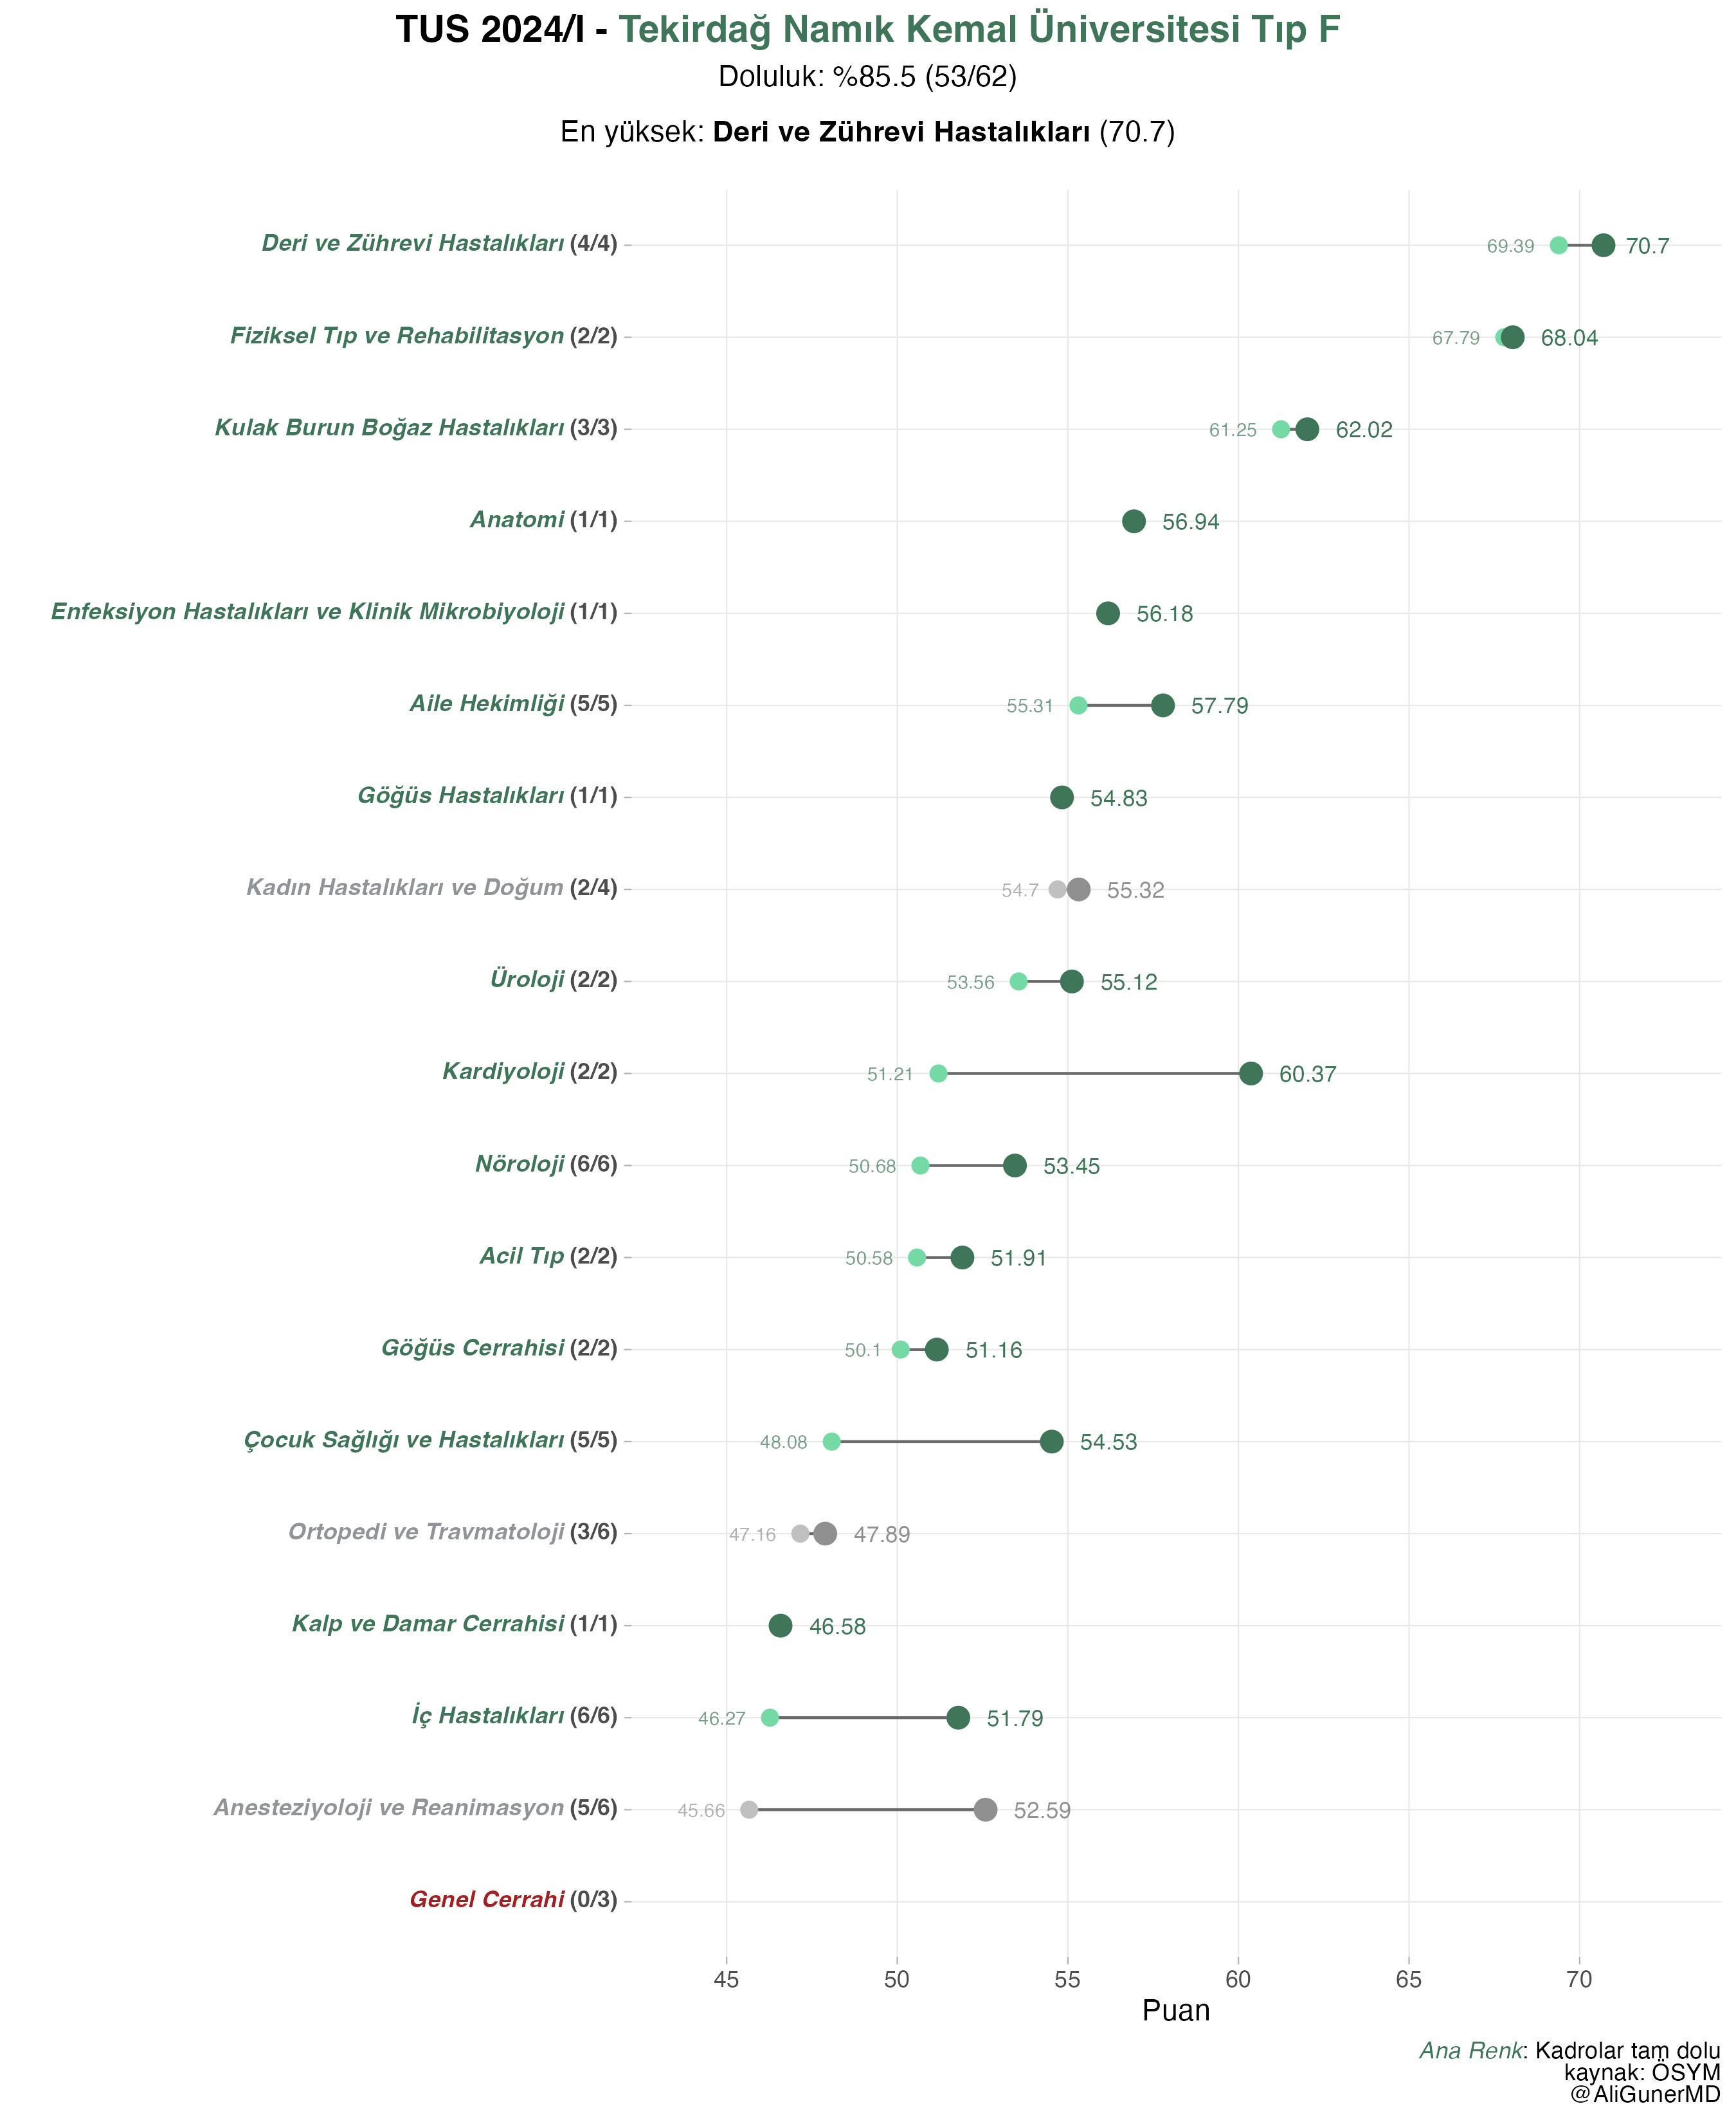 TUS 2024/I - Tekirdağ Namık Kemal Üniversitesi Tıp F
Doluluk: %85.5 (53/62)
En yüksek: Deri ve Zührevi Hastalıkları (70.7)
Deri ve Zührevi Hastalıkları (4/4) 69.39 70.7
Fiziksel Tıp ve Rehabilitasyon (2/2) 67.79 68.04
Kulak Burun Boğaz Hastalıkları (3/3) 61.25 62.02
Anatomi (1/1) 56.94
Enfeksiyon Hastalıkları ve Klinik Mikrobiyoloji (1/1) 56.18
Aile Hekimliği (5/5) 55.31 57.79
Göğüs Hastalıkları (1/1) 54.83
Kadın Hastalıkları ve Doğum (2/4) 54.7 55.32
Üroloji (2/2) 53.56 55.12
Kardiyoloji (2/2) 51.21 60.37
Nöroloji (6/6) 50.68 53.45
Acil Tıp (2/2) 50.58 51.91
Göğüs Cerrahisi (2/2) 50.1 51.16
Çocuk Sağlığı ve Hastalıkları (5/5) 48.08 54.53
Ortopedi ve Travmatoloji (3/6) 47.16 47.89
Kalp ve Damar Cerrahisi (1/1) 46.58
İç Hastalıkları (6/6) 46.27 51.79
Anesteziyoloji ve Reanimasyon (5/6) 45.66 52.59
Genel Cerrahi (0/3)
45 50 55 60 65 70
Puan
Ana Renk: Kadrolar tam dolu
kaynak: ÖSYM
@AliGunerMD